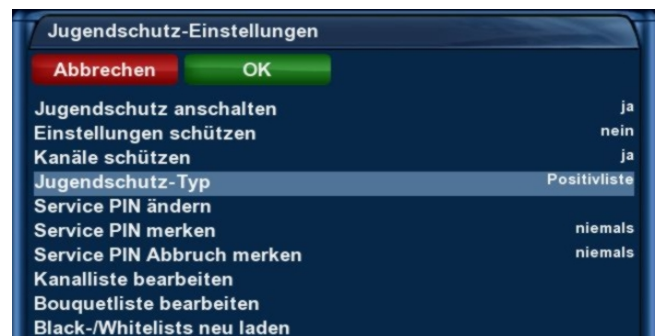 Jugendschutz-Einstellungen
Abbrechen OK
Jugendschutz anschalten ja
Einstellungen schützen nein
Kanäle schützen ja
Jugendschutz-Typ Positivliste
Service PIN ändern
Service PIN merken niemals
Service PIN Abbruch merken niemals
Kanalliste bearbeiten
Bouquetliste bearbeiten
Black-/Whitelists neu laden